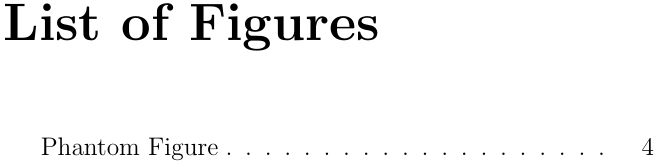 List of Figures
Phantom Figure . . . . . . . . . . . . . . . . . . . . 4